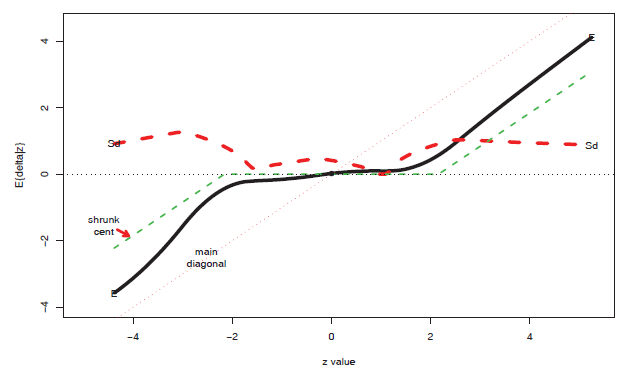 4
2
0
−2
−4
E{delta|z}
E
Sd
Sd
shrunk
cent
main
diagonal
E
−4
−2
0
2
4
z value